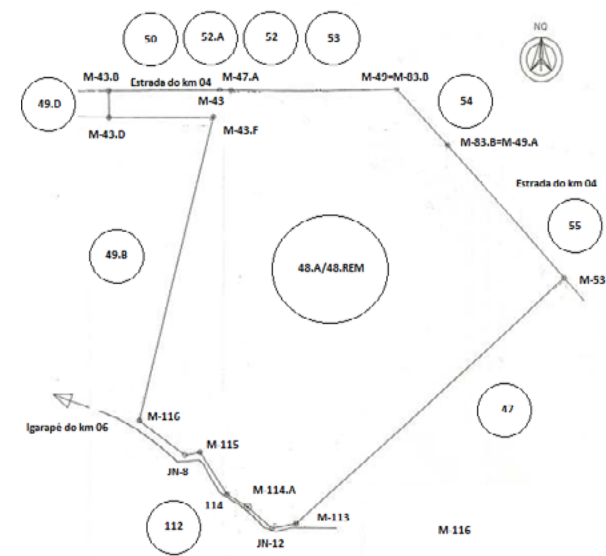 NQ
50
52.A
52
53
M-43.B
Estrada do km 04
M-47.A
M-49=M-83.B
49.D
M-43
54
M-43.D
M-43.F
M-83.B=M-49.A
Estrada do km 04
55
49.B
48.A/48.REM
M-53
47
M-116
Igarapé do km 06
M-115
JN-8
114
M-114.A
M-113
112
JN-12
M-116